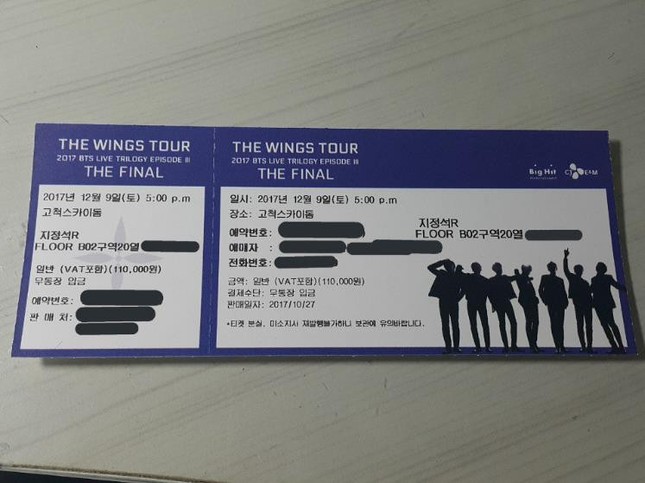 THE WINGS TOUR
2017 BTS LIVE TRILOGY EPISODE III
THE FINAL
2017년 12월 9일(토) 5:00 p.m
고척스카이돔
지정석R
FLOOR B02구역20열
일반 (VAT포함)(110,000원)
무통장 입금
예약번호:
판 매 처:
THE WINGS TOUR
2017 BTS LIVE TRILOGY EPISODE III
THE FINAL
Big Hit
CJ E&M
일시: 2017년 12월 9일(토) 5:00 p.m
장소: 고척스카이돔
예약번호:
예매자 :
전화번호:
지정석R
FLOOR B02구역20열
금액: 일반 (VAT포함)(110,000원)
결제수단: 무통장 입금
판매일자: 2017/10/27
*티켓 분실, 미소지시 재발행불가하니 보관에 유의바랍니다.